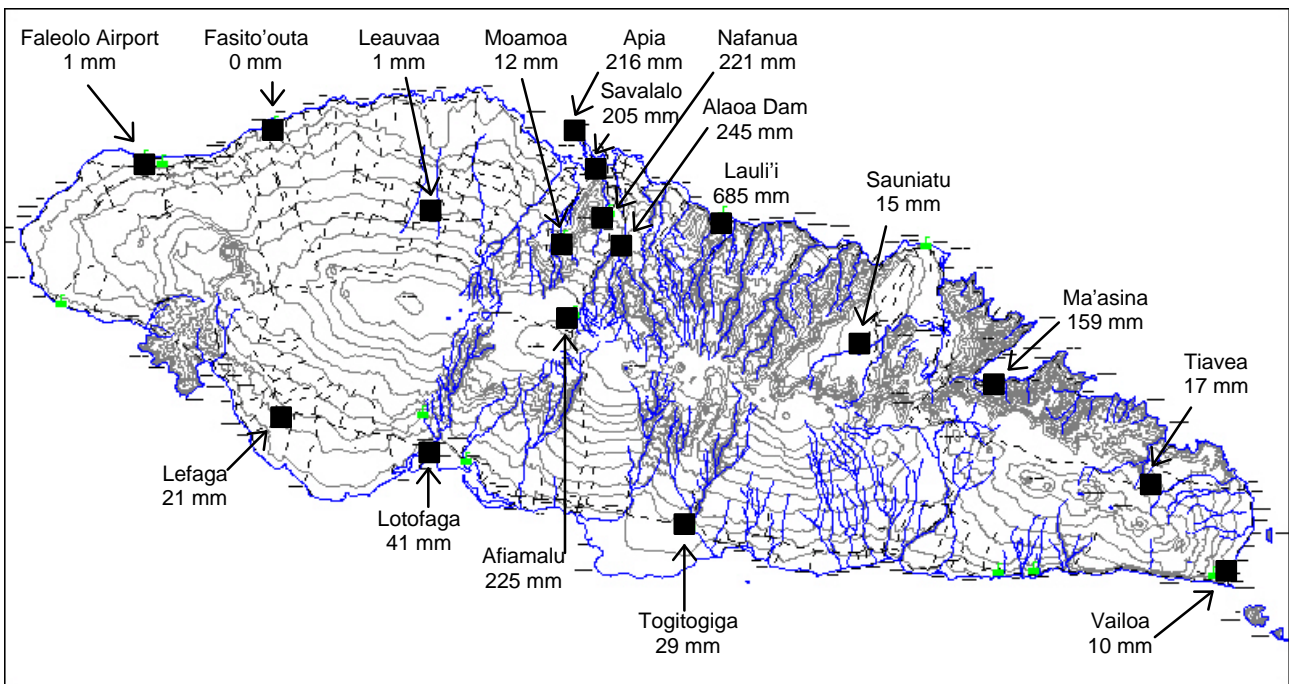 Faleolo Airport
1 mm
Fasito'outa
0 mm
Leauvaa
1 mm
Moamoa
12 mm
Apia
216 mm
Nafanua
221 mm
Savalalo
205 mm
Alaoa Dam
245 mm
Lauli'i
685 mm
Sauniatu
15 mm
Ma'asina
159 mm
Tiavea
17 mm
Lefaga
21 mm
Lotofaga
41 mm
Afiamalu
225 mm
Togitogiga
29 mm
Vailoa
10 mm